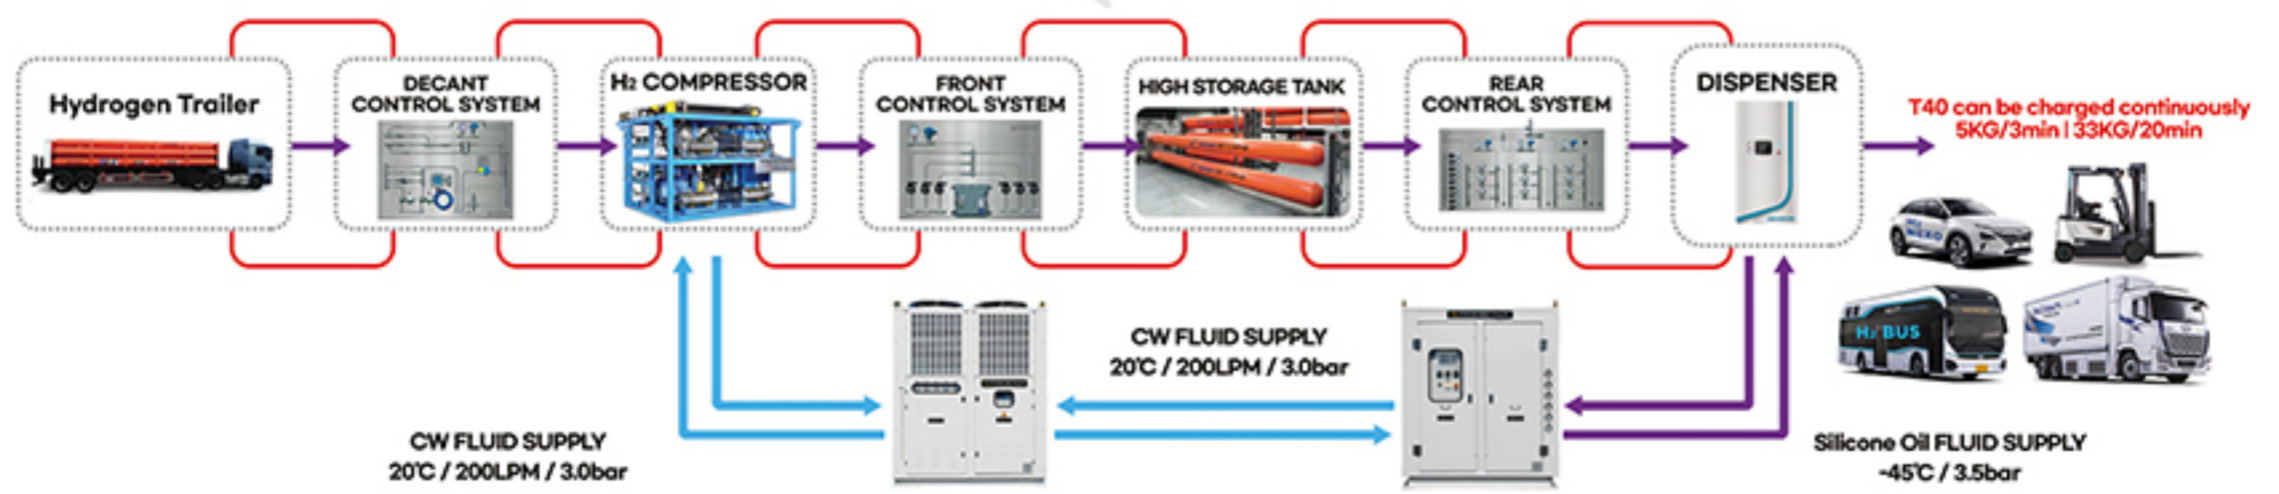 Hydrogen Trailer
DECANT
CONTROL SYSTEM
H₂ COMPRESSOR
FRONT
CONTROL SYSTEM
HIGH STORAGE TANK
REAR
CONTROL SYSTEM
DISPENSER
T40 can be charged continuously
5KG/3min | 33KG/20min
H₂ BUS
CW FLUID SUPPLY
20℃ / 200LPM / 3.0bar
CW FLUID SUPPLY
20℃ / 200LPM / 3.0bar
Silicone Oil FLUID SUPPLY
-45℃ / 3.5bar